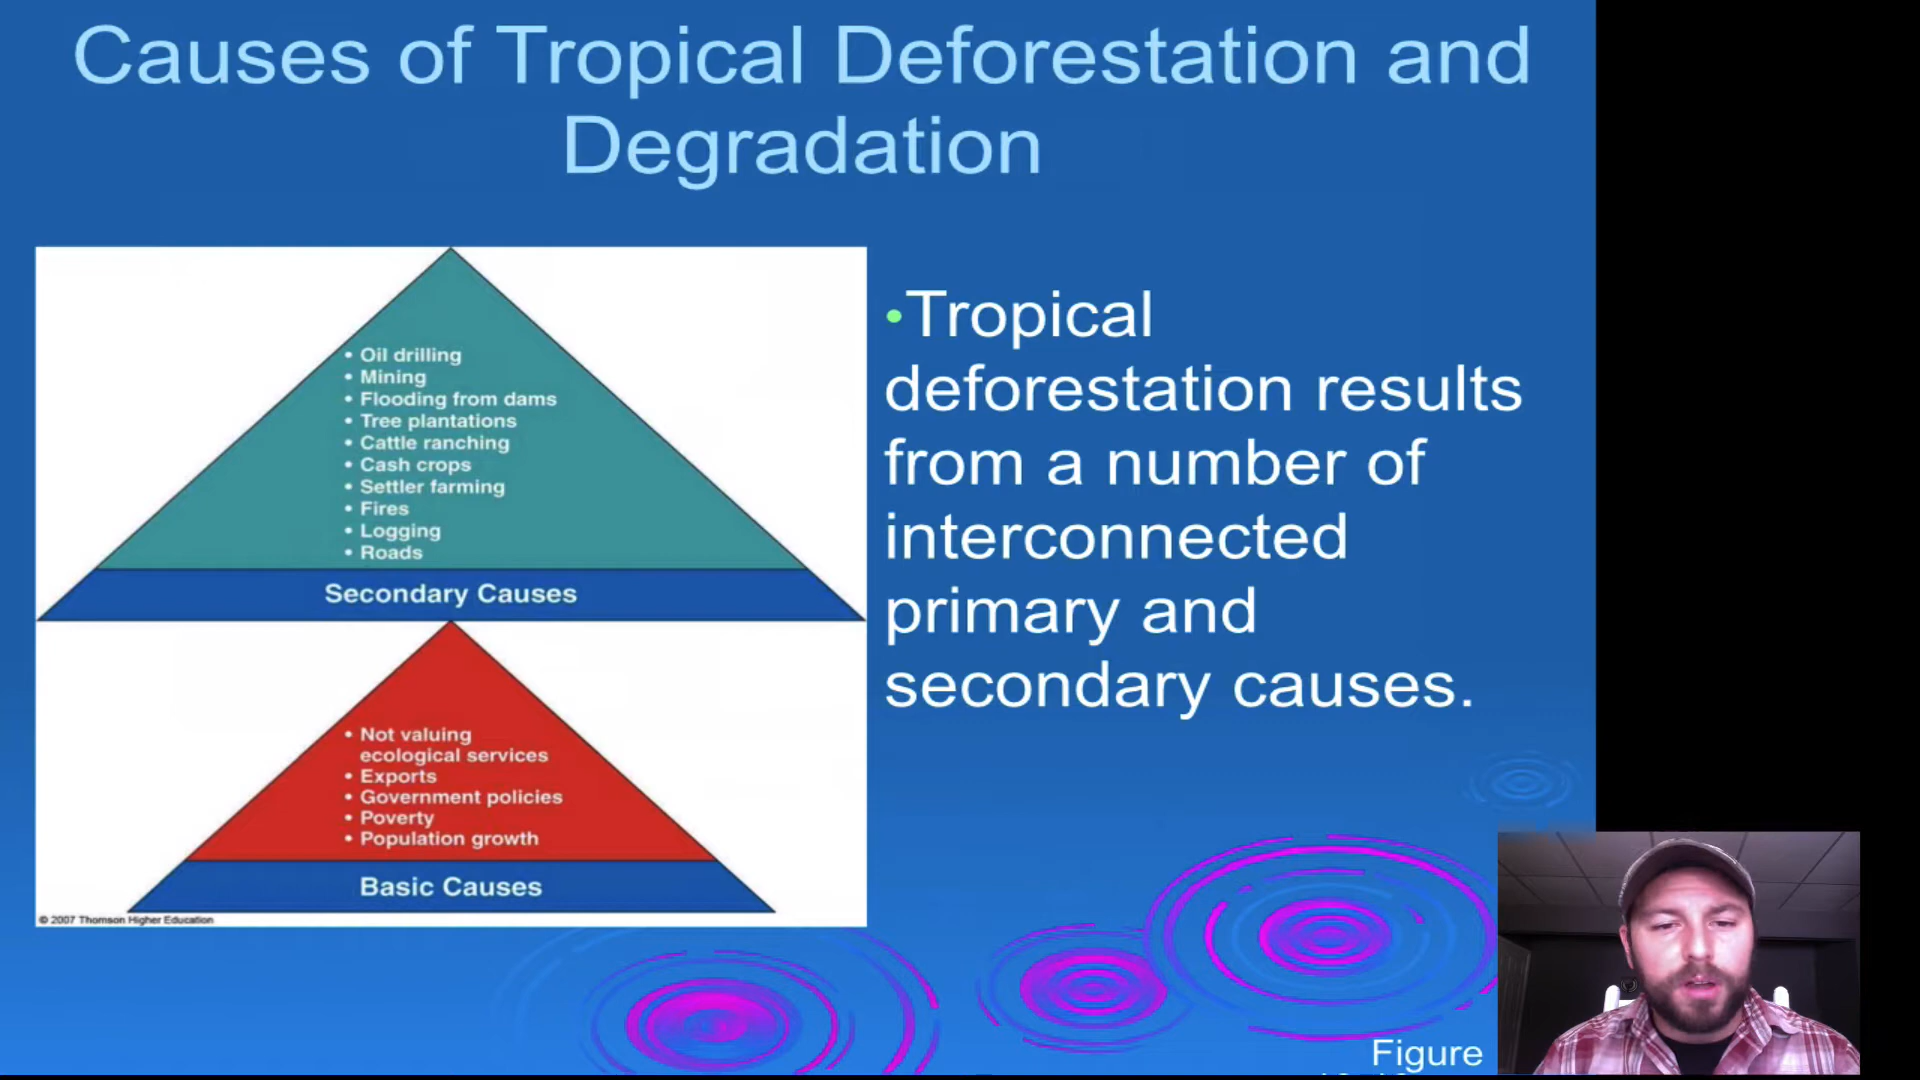 Causes of Tropical Deforestation and
Degradation
• Oil drilling
• Mining
• Flooding from dams
• Tree plantations
• Cattle ranching
• Cash crops
• Settler farming
• Fires
• Logging
• Roads
Secondary Causes
• Not valuing
ecological services
• Exports
• Government policies
• Poverty
• Population growth
Basic Causes
© 2007 Thomson Higher Education
•Tropical
deforestation results
from a number of
interconnected
primary and
secondary causes.
Figure